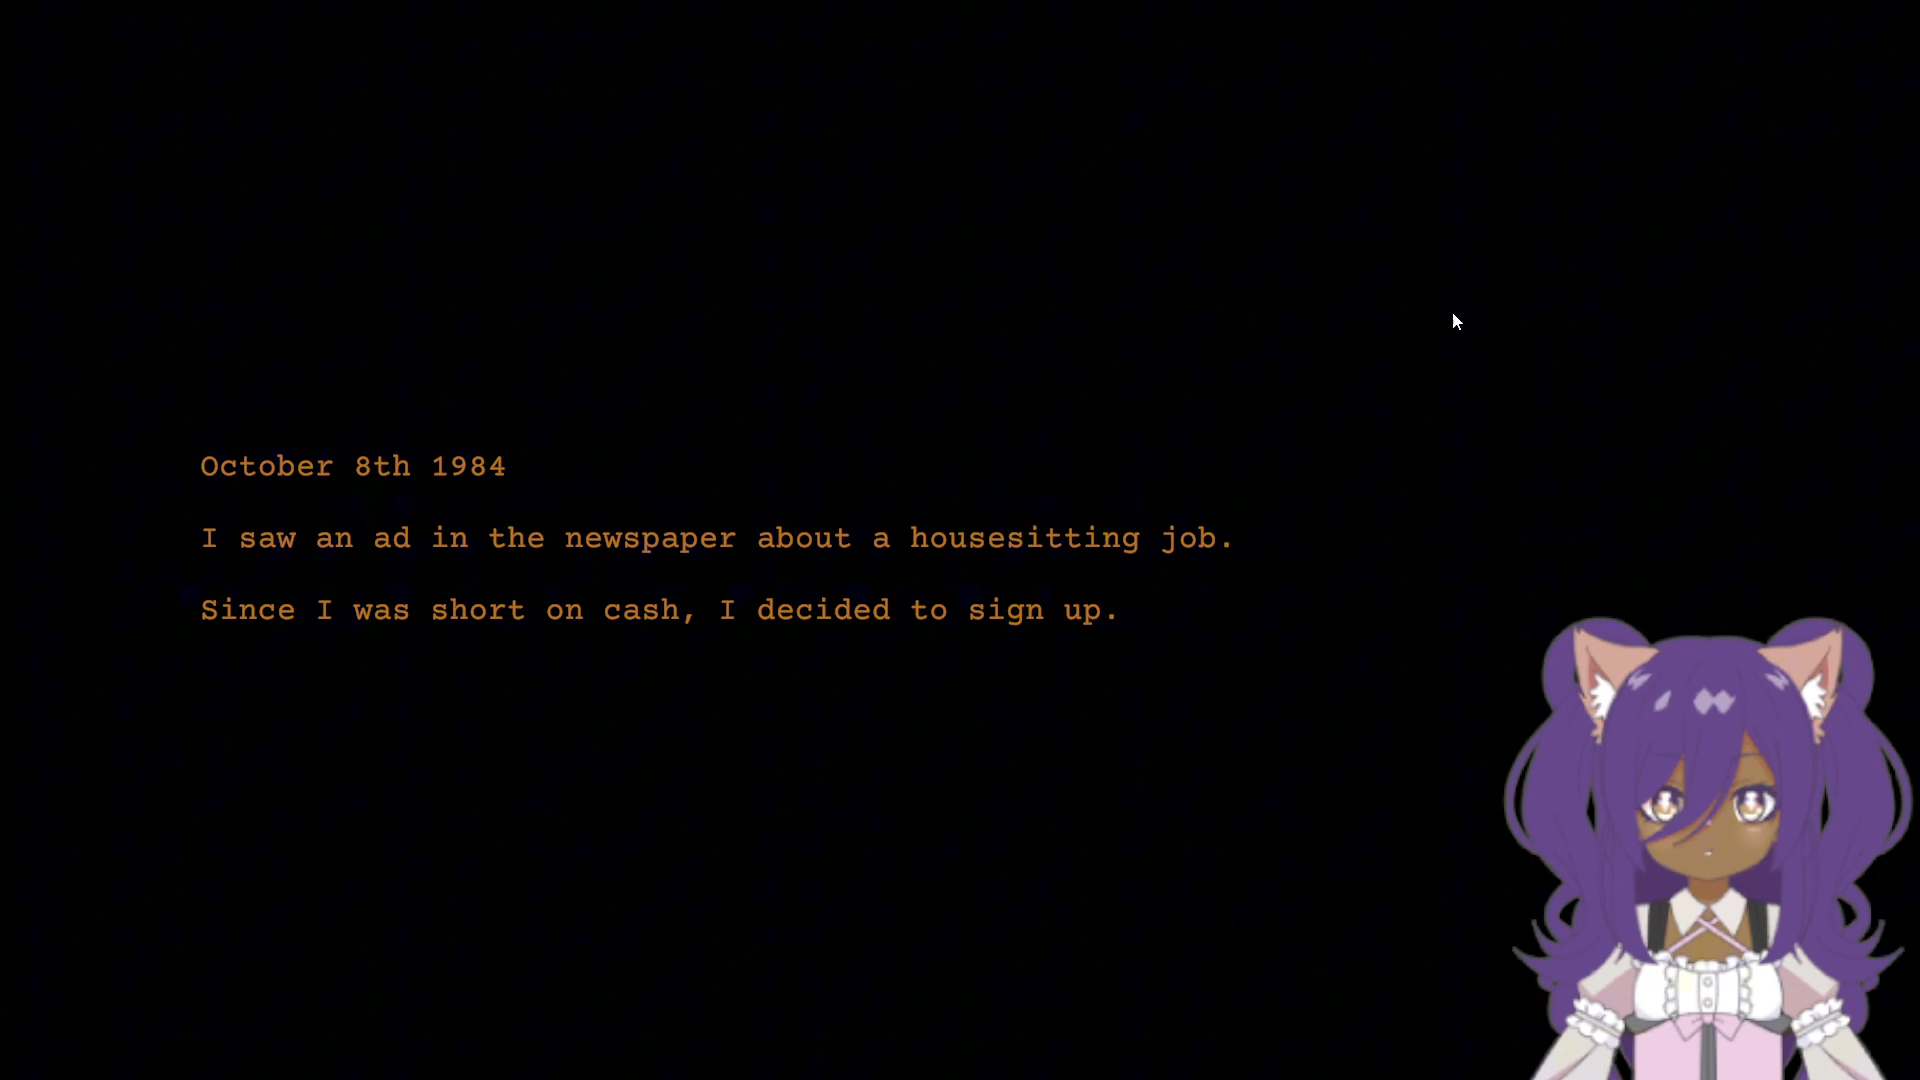 October 8th 1984
I saw an ad in the newspaper about a housesitting job.
Since I was short on cash, I decided to sign up.